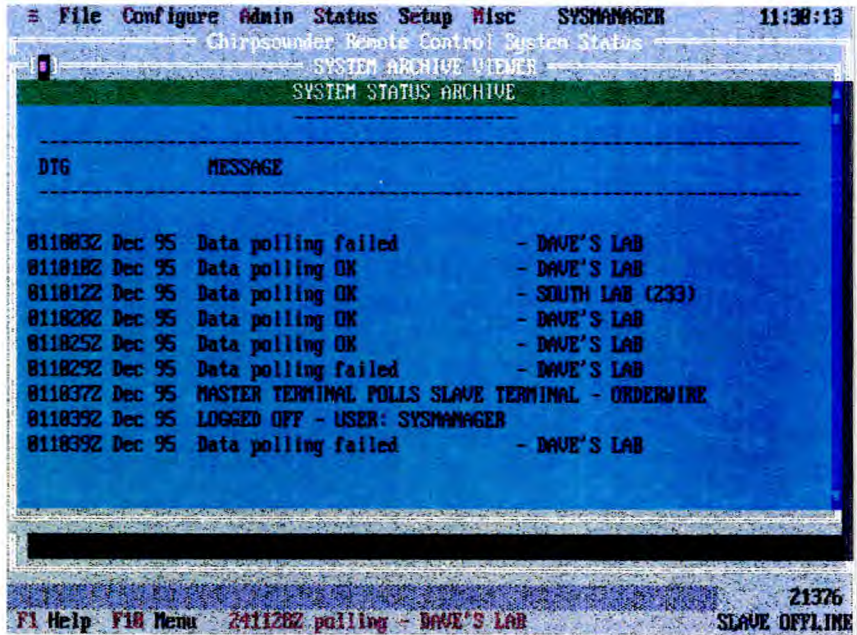 ≡ File Configure Admin Status Setup Misc SYSMANAGER 11:30:13
Chirpsounder Remote Control System Status
SYSTEM ARCHIVE VIEWER
SYSTEM STATUS ARCHIVE
DTG MESSAGE
011003Z Dec 95 Data polling failed - DAVE'S LAB
011010Z Dec 95 Data polling OK - DAVE'S LAB
011012Z Dec 95 Data polling OK - SOUTH LAB (233)
011020Z Dec 95 Data polling OK - DAVE'S LAB
011025Z Dec 95 Data polling OK - DAVE'S LAB
011029Z Dec 95 Data polling failed - DAVE'S LAB
011037Z Dec 95 MASTER TERMINAL POLLS SLAVE TERMINAL - ORDERWIRE
011039Z Dec 95 LOGGED OFF - USER: SYSMANAGER
011039Z Dec 95 Data polling failed - DAVE'S LAB
21376
F1 Help F10 Menu 241128Z polling - DAVE'S LAB SLAVE OFFLINE